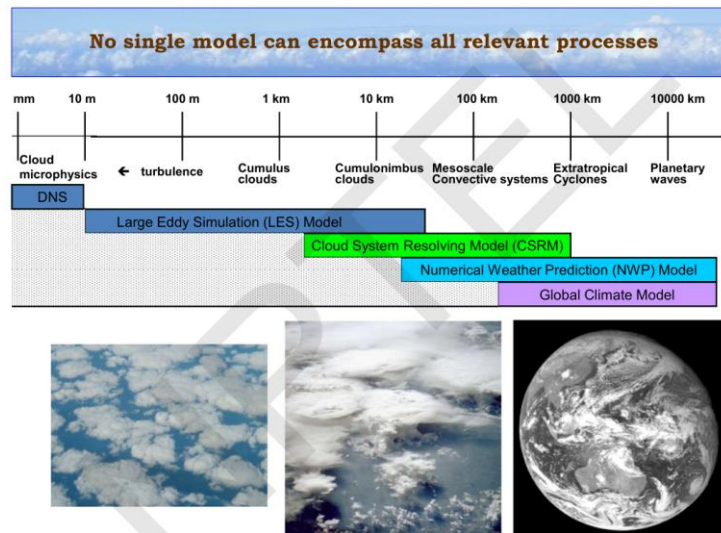 No single model can encompass all relevant processes
mm 10 m 100 m 1 km 10 km 100 km 1000 km 10000 km
Cloud microphysics ← turbulence Cumulus clouds Cumulonimbus clouds Mesoscale Convective systems Extratropical Cyclones Planetary waves
DNS
Large Eddy Simulation (LES) Model
Cloud System Resolving Model (CSRM)
Numerical Weather Prediction (NWP) Model
Global Climate Model